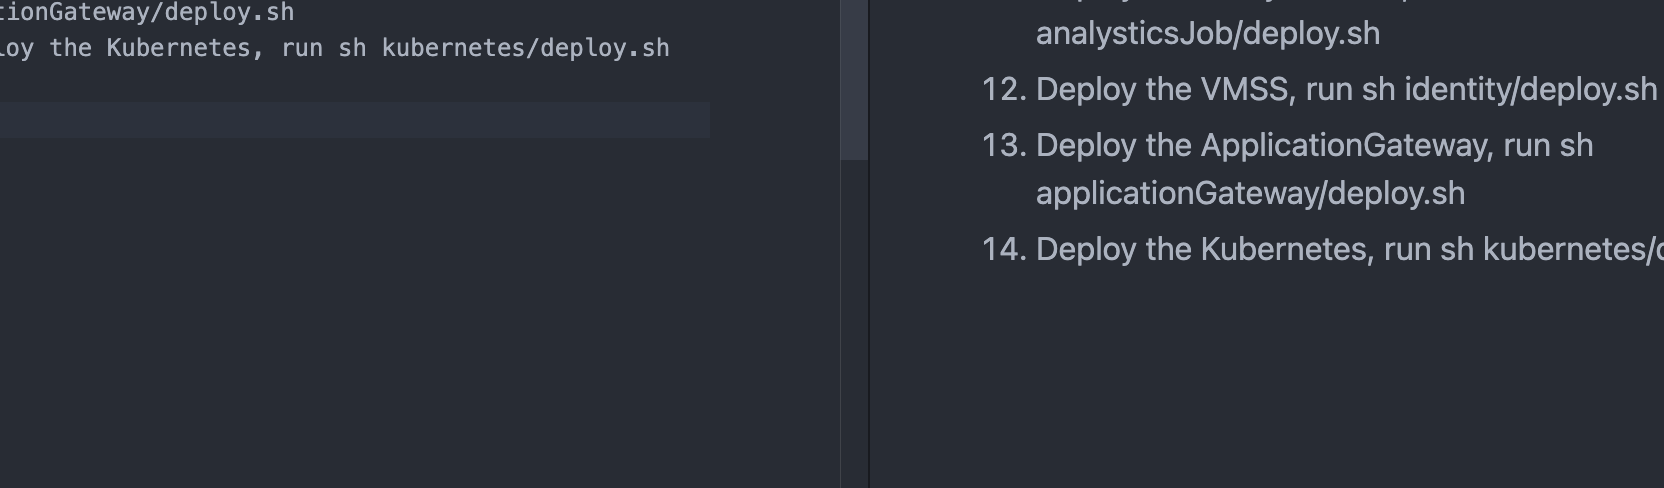 tionGateway/deploy.sh
loy the Kubernetes, run sh kubernetes/deploy.sh
analysticsJob/deploy.sh
12. Deploy the VMSS, run sh identity/deploy.sh
13. Deploy the ApplicationGateway, run sh
applicationGateway/deploy.sh
14. Deploy the Kubernetes, run sh kubernetes/